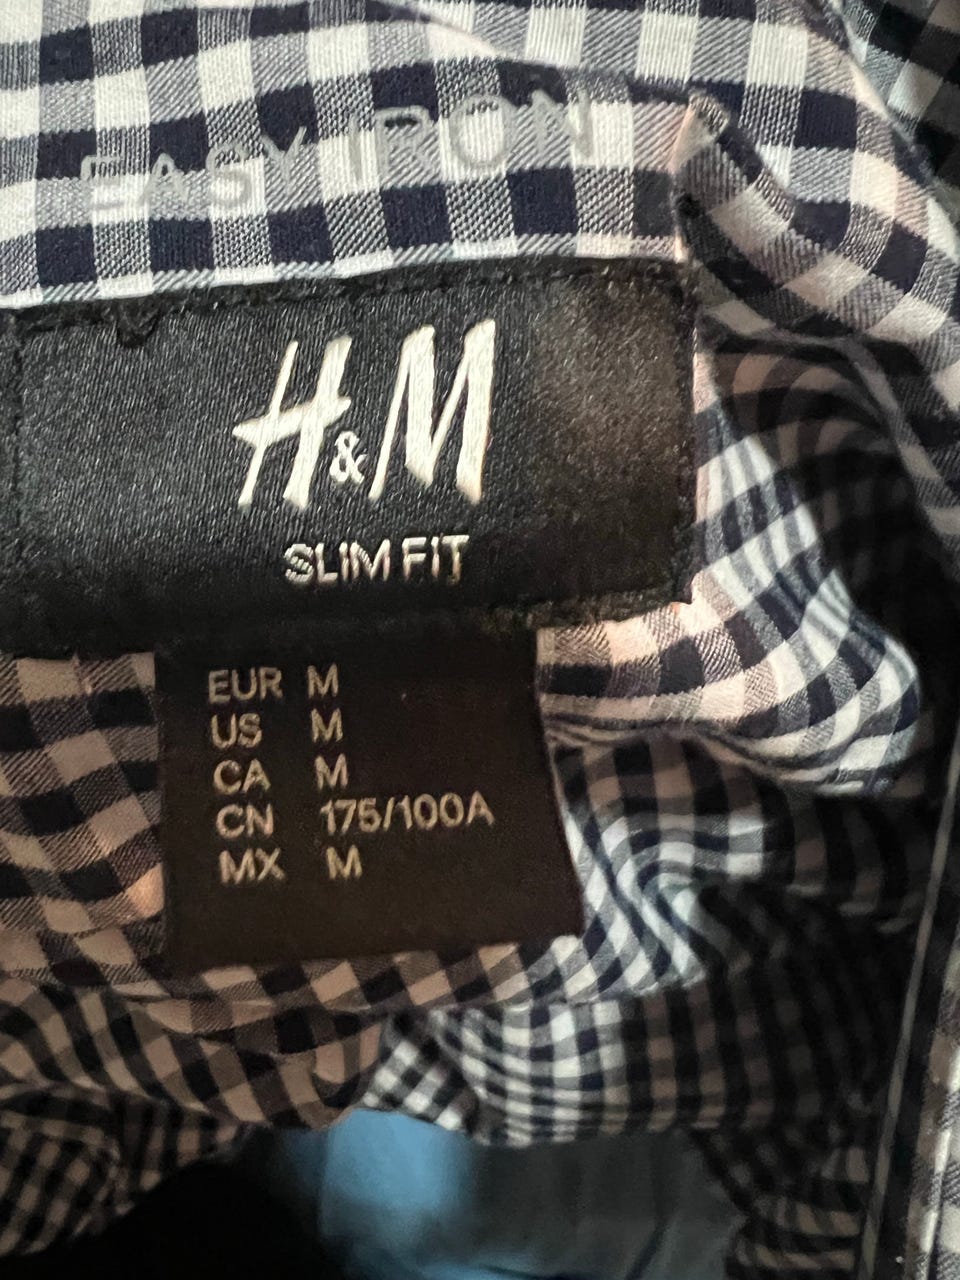 EASY IRON
H&M
SLIM FIT
EUR M
US M
CA M
CN 175/100A
MX M